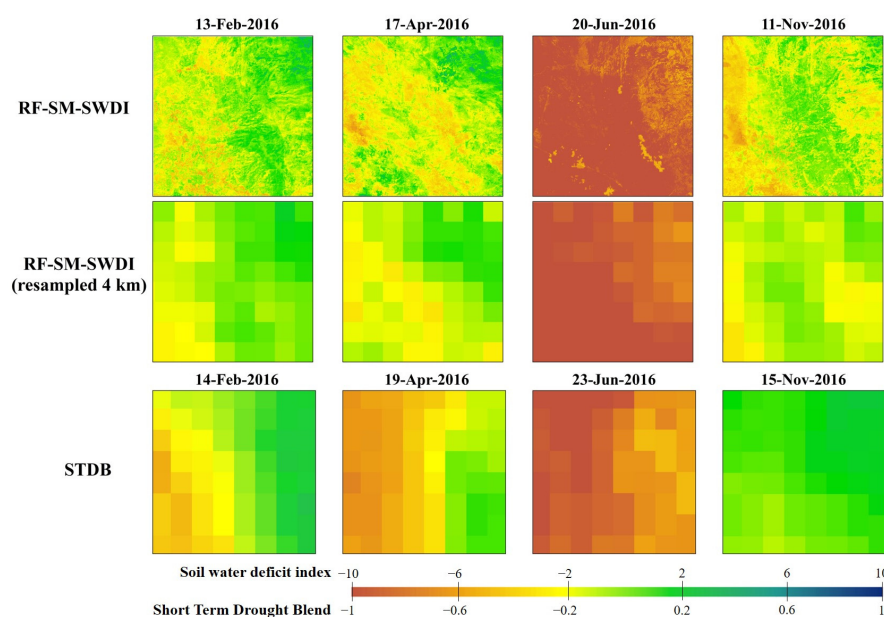 13-Feb-2016 17-Apr-2016 20-Jun-2016 11-Nov-2016
RF-SM-SWDI
RF-SM-SWDI
(resampled 4 km)
14-Feb-2016 19-Apr-2016 23-Jun-2016 15-Nov-2016
STDB
Soil water deficit index −10 −6 −2 2 6 10
Short Term Drought Blend −1 −0.6 −0.2 0.2 0.6 1